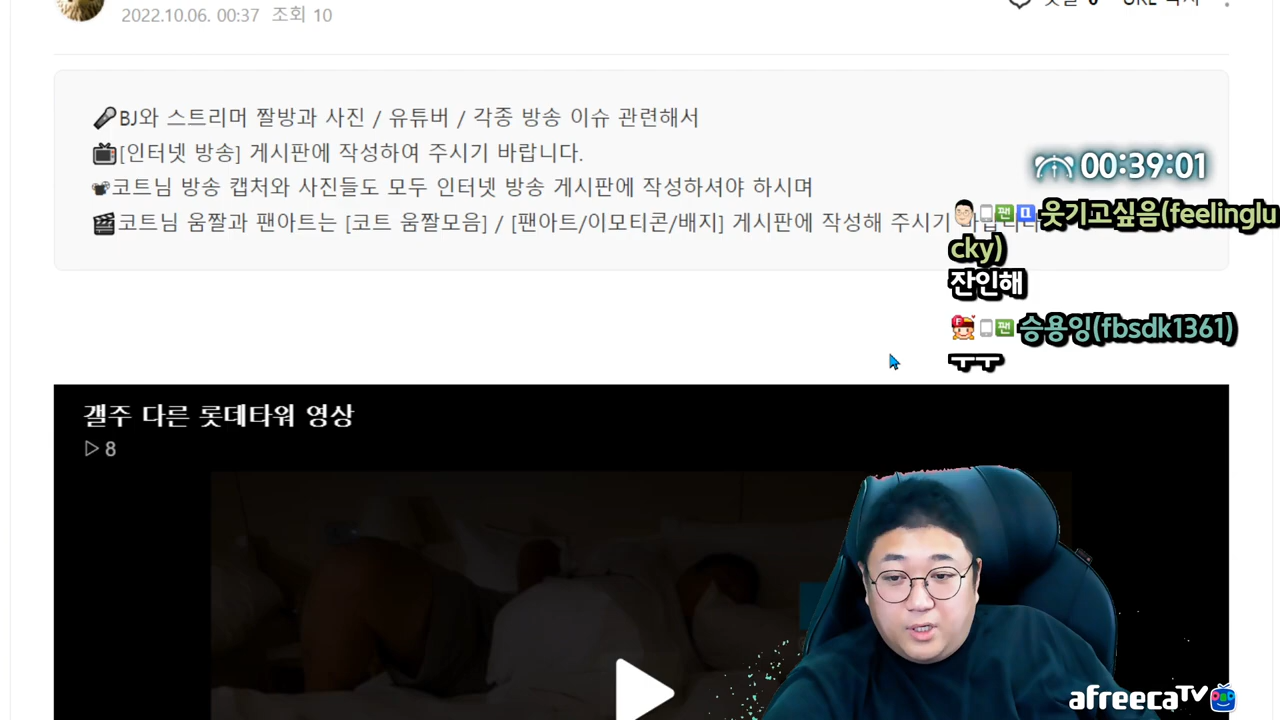 2022.10.06. 00:37 조회 10
🎤BJ와 스트리머 짤방과 사진 / 유튜버 / 각종 방송 이슈 관련해서
📺[인터넷 방송] 게시판에 작성하여 주시기 바랍니다.
📽코트님 방송 캡처와 사진들도 모두 인터넷 방송 게시판에 작성하셔야 하시며
🎬코트님 움짤과 팬아트는 [코트 움짤모음] / [팬아트/이모티콘/배지] 게시판에 작성해 주시기
00:39:01
팬 웃기고싶음(feelinglu
cky)
잔인해
팬 승용잉(fbsdk1361)
ㅜㅜ
갤주 다른 롯데타워 영상
▷ 8
afreecaTV